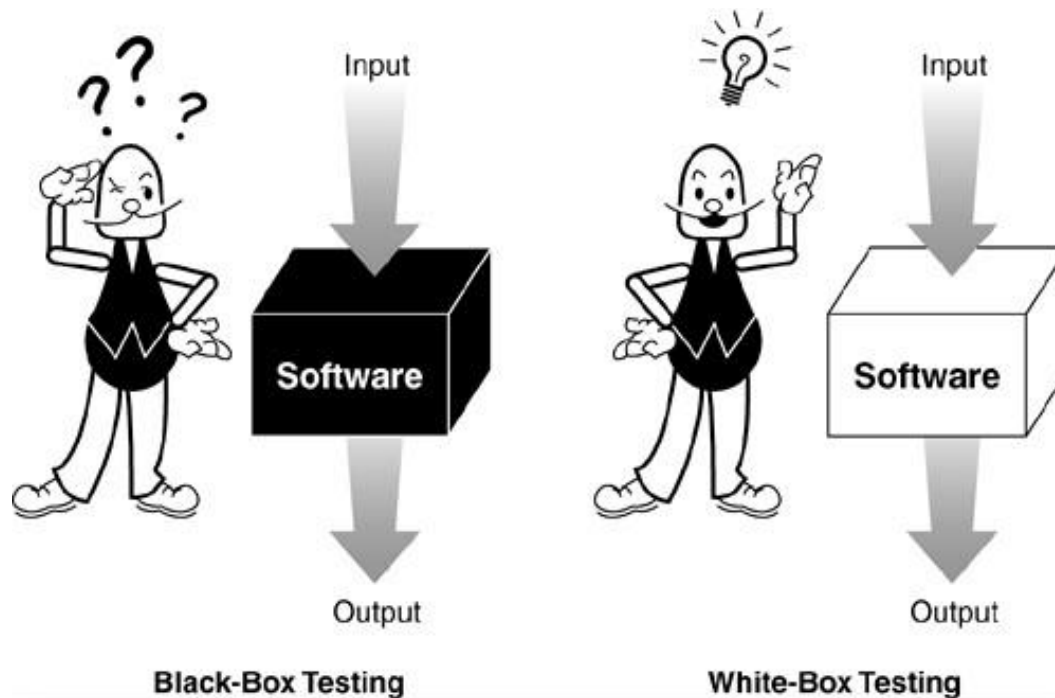 Input
Software
Output
Black-Box Testing
Input
Software
Output
White-Box Testing